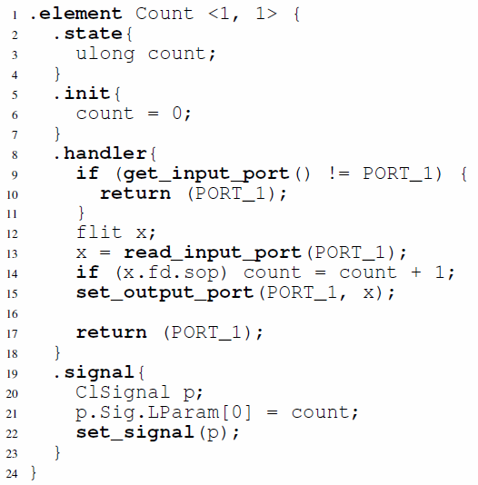 1 .element Count <1, 1> {
2 .state{
3 ulong count;
4 }
5 .init{
6 count = 0;
7 }
8 .handler{
9 if (get_input_port() != PORT_1) {
10 return (PORT_1);
11 }
12 flit x;
13 x = read_input_port(PORT_1);
14 if (x.fd.sop) count = count + 1;
15 set_output_port(PORT_1, x);
16
17 return (PORT_1);
18 }
19 .signal{
20 ClSignal p;
21 p.Sig.LParam[0] = count;
22 set_signal(p);
23 }
24 }